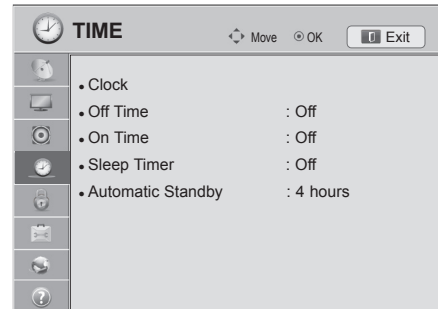 TIME Move OK Exit
• Clock
• Off Time : Off
• On Time : Off
• Sleep Timer : Off
• Automatic Standby : 4 hours
?